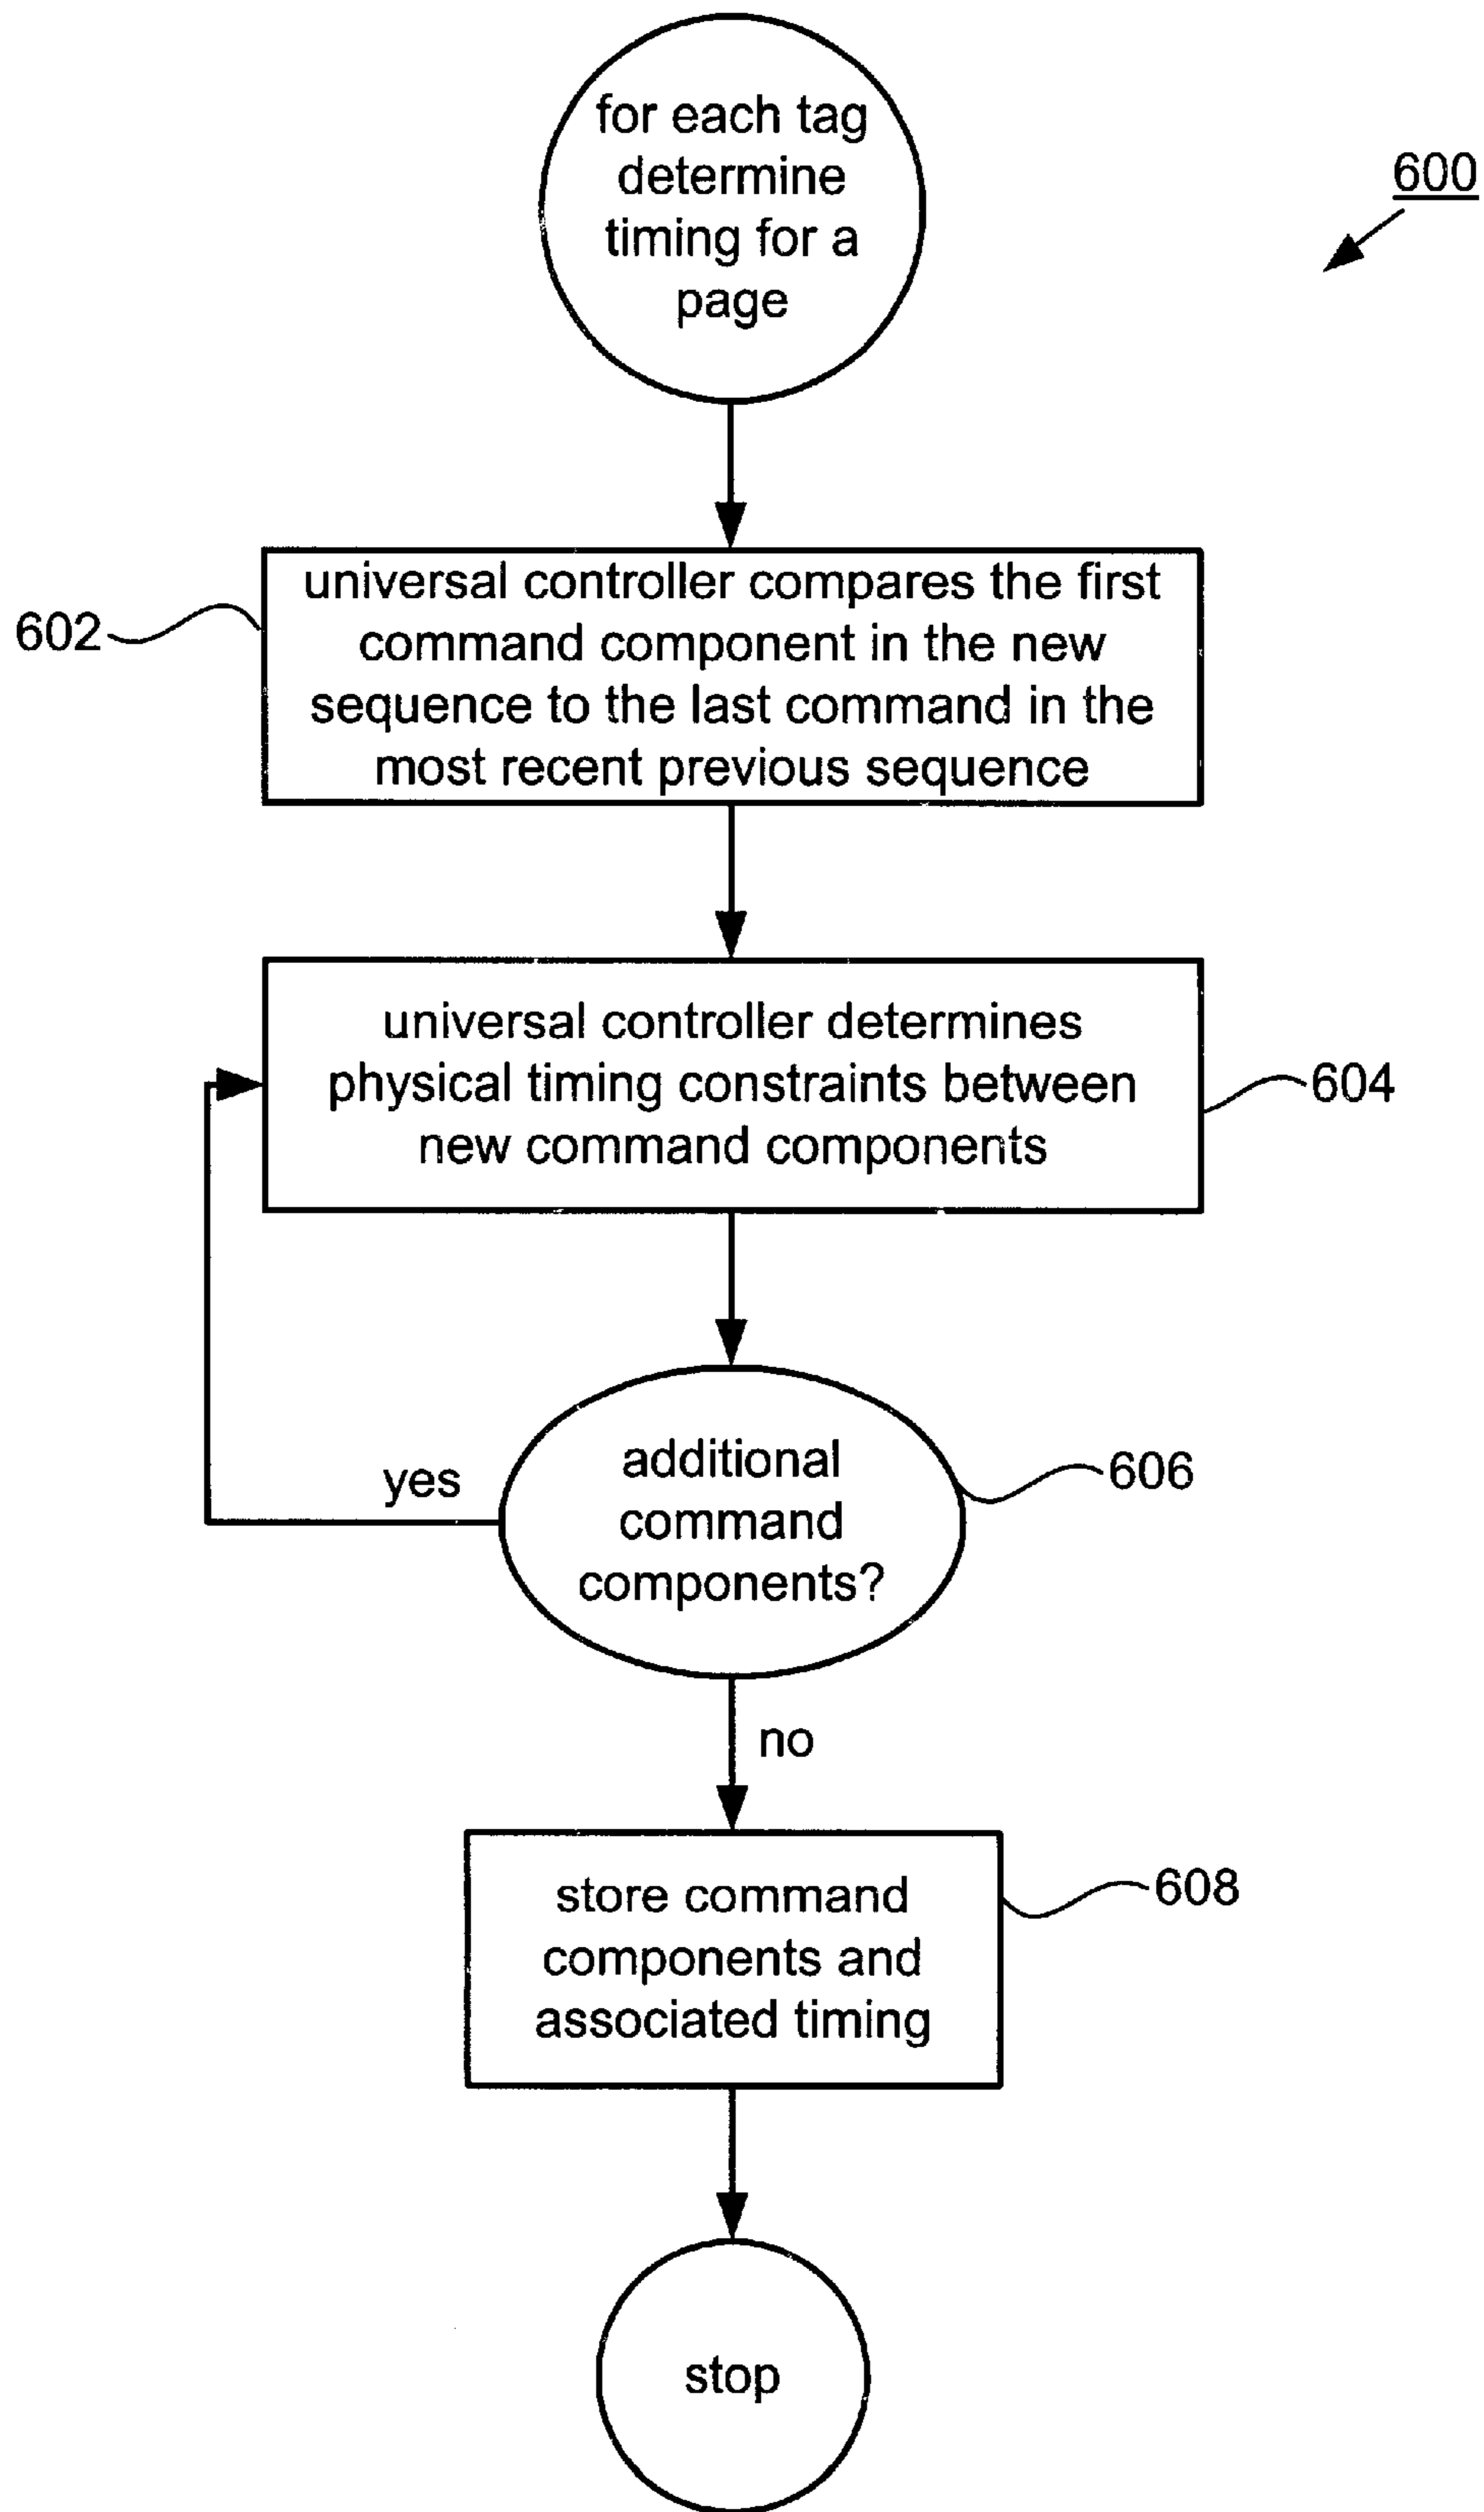 for each tag
determine
timing for a
page
600
universal controller compares the first
command component in the new
sequence to the last command in the
most recent previous sequence
602
universal controller determines
physical timing constraints between
new command components
604
additional
command
components?
606
yes
no
store command
components and
associated timing
608
stop